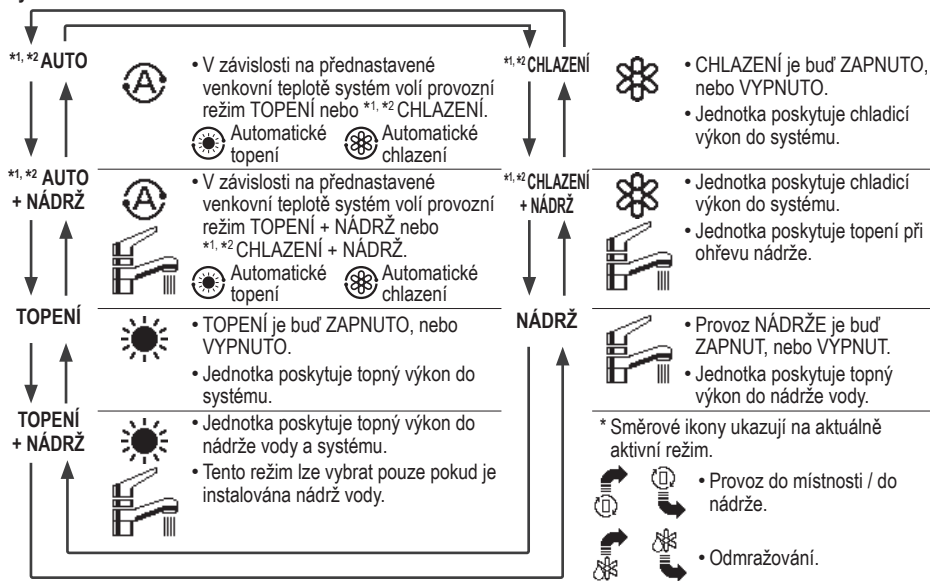 *1, *2 AUTO
• V závislosti na přednastavené
venkovní teplotě systém volí provozní
režim TOPENÍ nebo *1, *2 CHLAZENÍ.
Automatické
topení
Automatické
chlazení
*1, *2 AUTO
+ NÁDRŽ
• V závislosti na přednastavené
venkovní teplotě systém volí provozní
režim TOPENÍ + NÁDRŽ nebo
*1, *2 CHLAZENÍ + NÁDRŽ.
Automatické
topení
Automatické
chlazení
TOPENÍ
• TOPENÍ je buď ZAPNUTO, nebo
VYPNUTO.
• Jednotka poskytuje topný výkon do
systému.
TOPENÍ
+ NÁDRŽ
• Jednotka poskytuje topný výkon do
nádrže vody a systému.
• Tento režim lze vybrat pouze pokud je
instalována nádrž vody.
*1, *2 CHLAZENÍ
• CHLAZENÍ je buď ZAPNUTO,
nebo VYPNUTO.
• Jednotka poskytuje chladicí
výkon do systému.
*1, *2 CHLAZENÍ
+ NÁDRŽ
• Jednotka poskytuje chladicí
výkon do systému.
• Jednotka poskytuje topení při
ohřevu nádrže.
NÁDRŽ
• Provoz NÁDRŽE je buď
ZAPNUT, nebo VYPNUT.
• Jednotka poskytuje topný
výkon do nádrže vody.
* Směrové ikony ukazují na aktuálně
aktivní režim.
• Provoz do místnosti / do
nádrže.
• Odmražování.